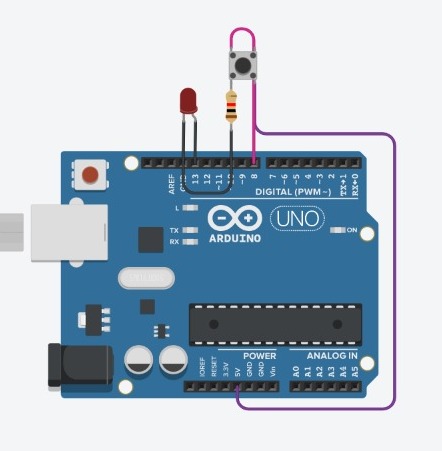 AREF
GND
13
12
~11
~9
8
7
~6
~5
4
~3
2
TX→1
RX←0
DIGITAL (PWM ~)
L
TX
RX
ARDUINO
UNO
ON
IOREF
RESET
3.3V
5V
GND
GND
Vin
POWER
A0
A1
A2
A3
A4
A5
ANALOG IN